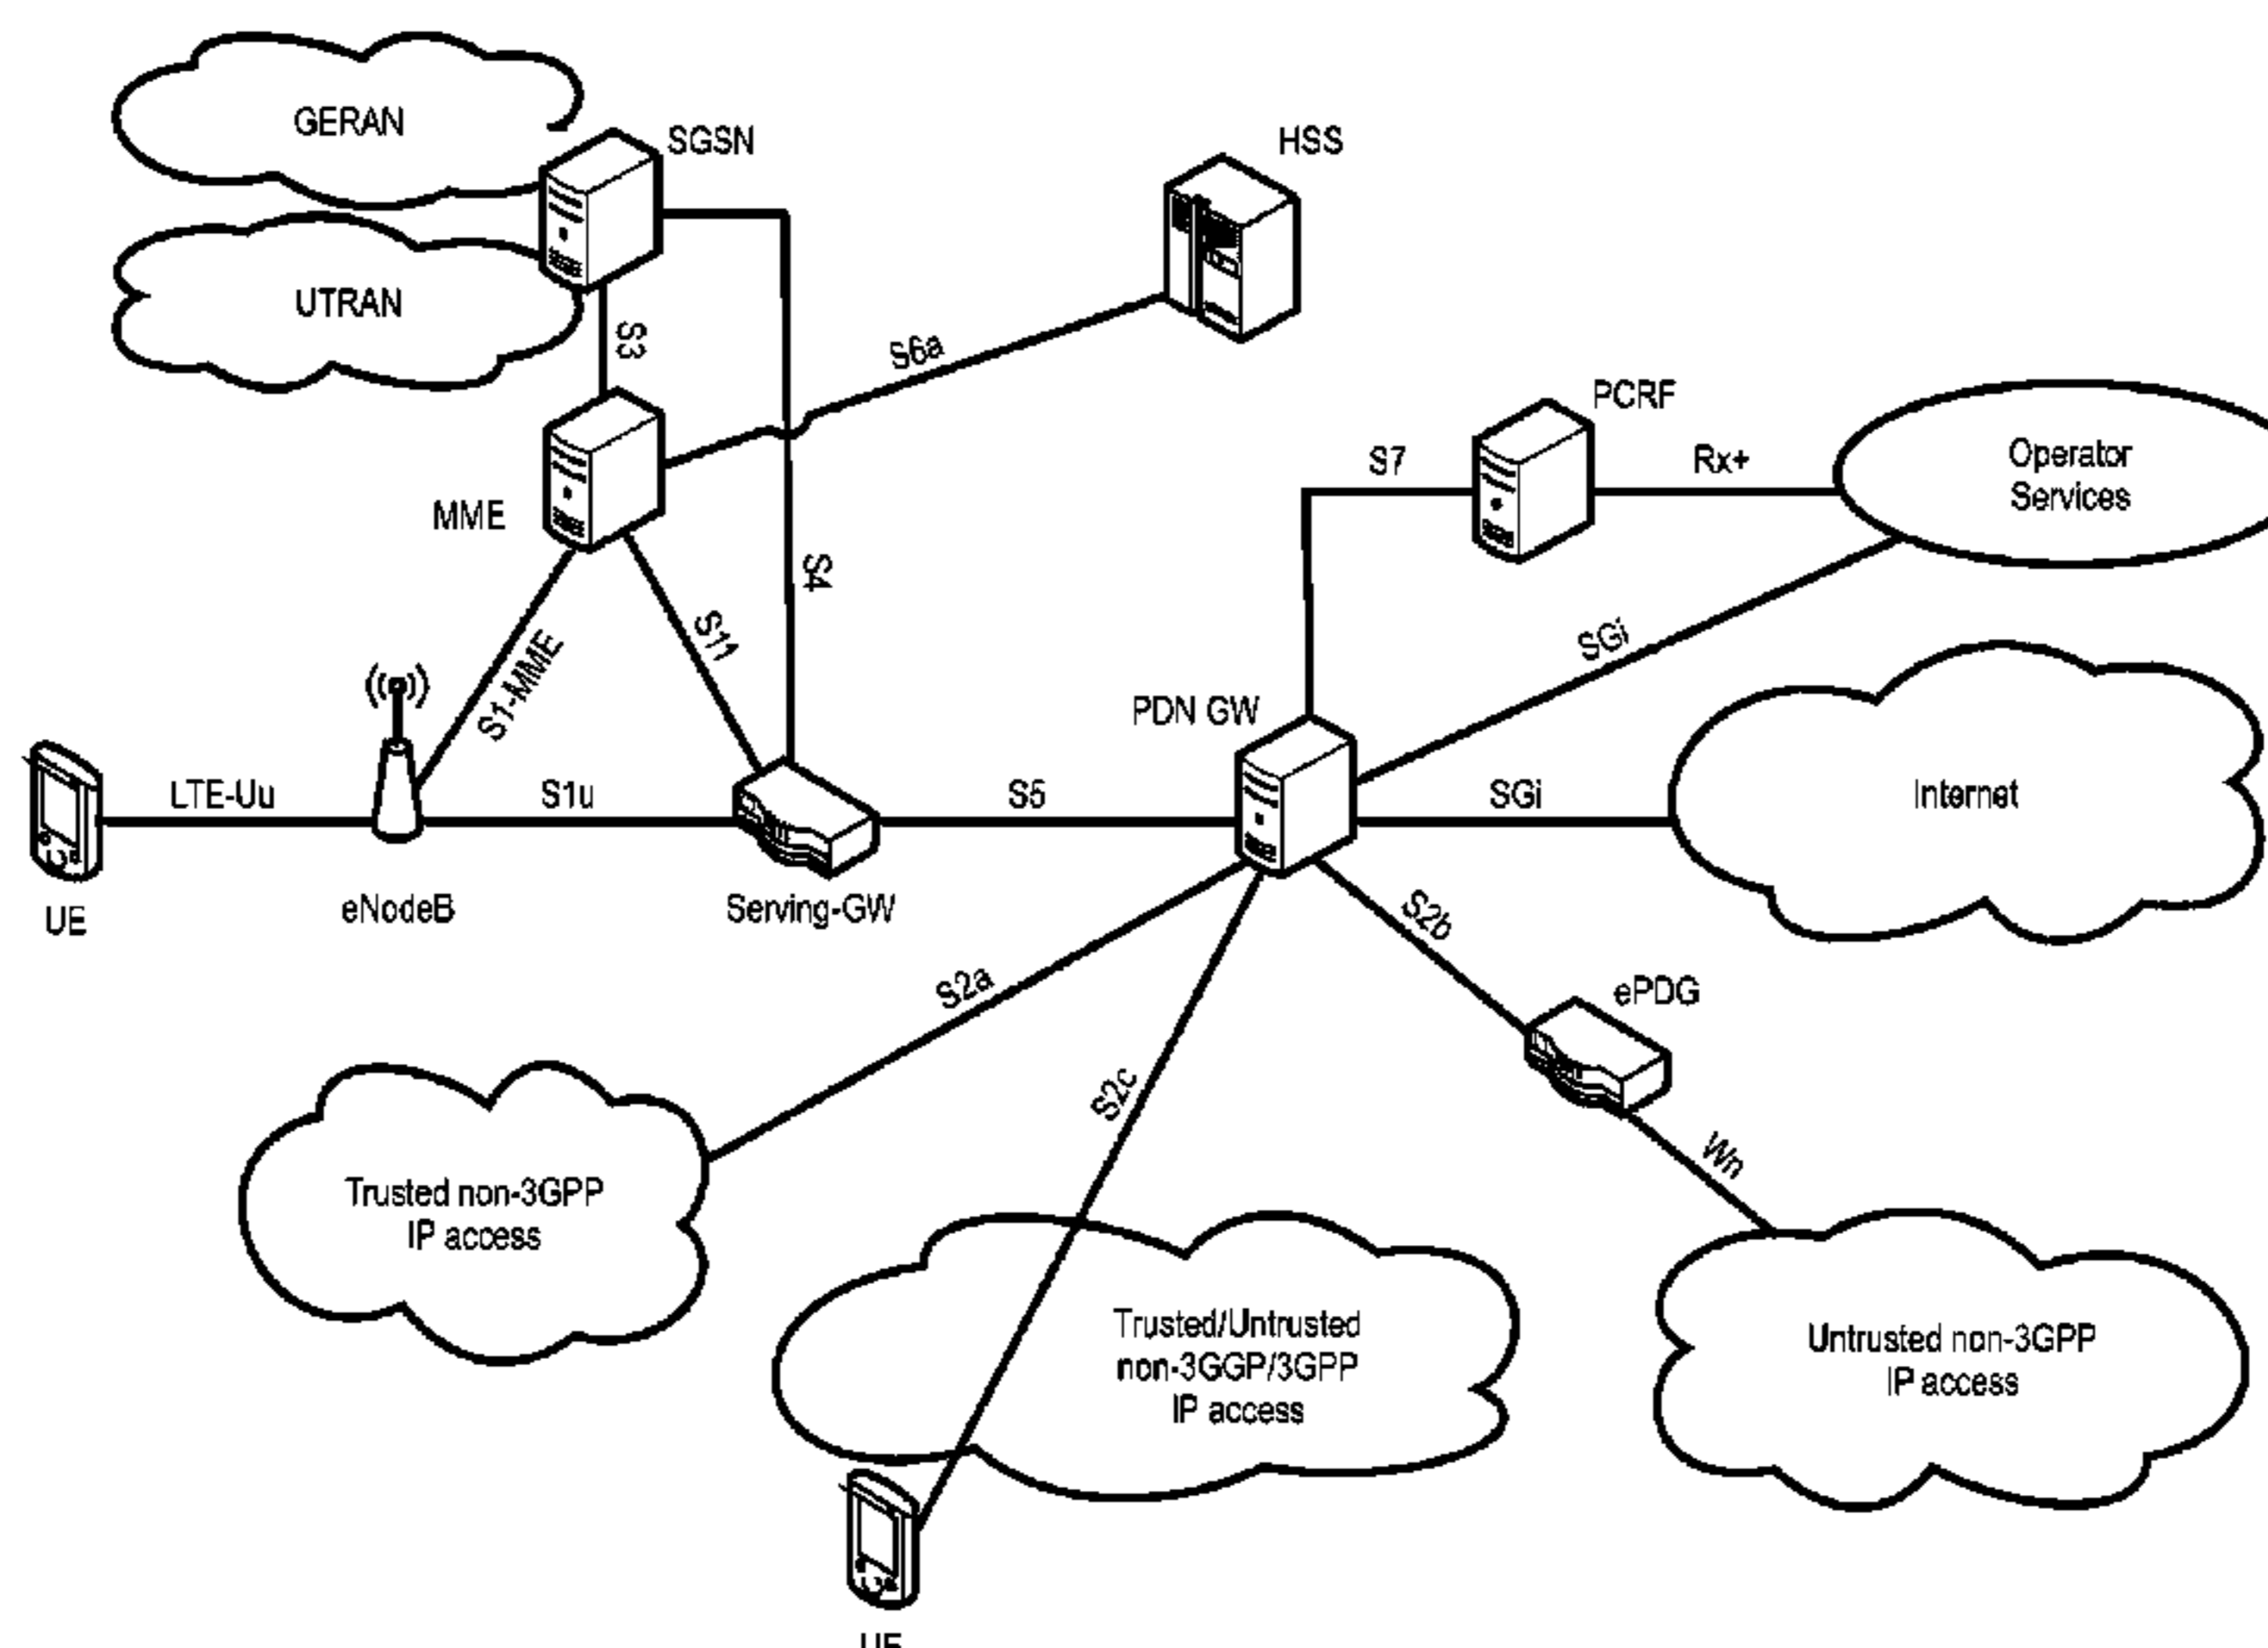 GERAN
SGSN
HSS
UTRAN
S3
S6a
PCRF
S7
Rx+
Operator
Services
MME
S4
S11
S1-MME
SGi
PDN GW
LTE-Uu
S1u
S5
SGi
Internet
UE
eNodeB
Serving-GW
S2b
S2a
ePDG
S2c
Wn
Trusted non-3GPP
IP access
Trusted/Untrusted
non-3GGP/3GPP
IP access
Untrusted non-3GPP
IP access
UE